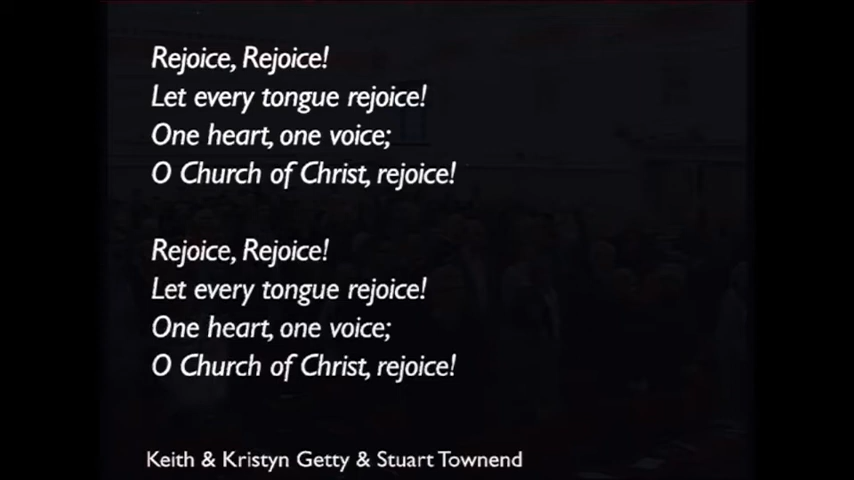 Rejoice, Rejoice!
Let every tongue rejoice!
One heart, one voice;
O Church of Christ, rejoice!
Rejoice, Rejoice!
Let every tongue rejoice!
One heart, one voice;
O Church of Christ, rejoice!
Keith & Kristyn Getty & Stuart Townend